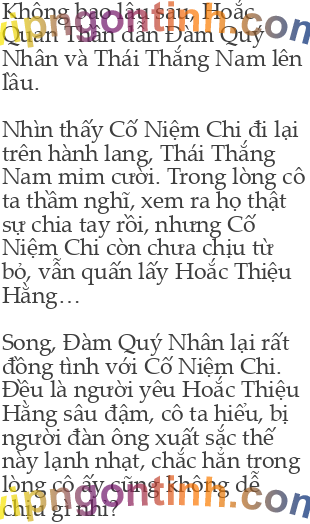 Không bao lâu sau, Hoắc
Quân Thần dẫn Đàm Quý
Nhân và Thái Thắng Nam lên
lầu.
Nhìn thấy Cố Niệm Chi đi lại
trên hành lang, Thái Thắng
Nam mỉm cười. Trong lòng cô
ta thầm nghĩ, xem ra họ thật
sự chia tay rồi, nhưng Cố
Niệm Chi còn chưa chịu từ
bỏ, vẫn quấn lấy Hoắc Thiệu
Hằng…
Song, Đàm Quý Nhân lại rất
đồng tình với Cố Niệm Chi.
Đều là người yêu Hoắc Thiệu
Hằng sâu đậm, cô ta hiểu, bị
người đàn ông xuất sắc thế
này lạnh nhạt, chắc hẳn trong
lòng cô ấy cũng không dễ
chịu gì nhỉ?
vipngontinh.com
vipngontinh.com